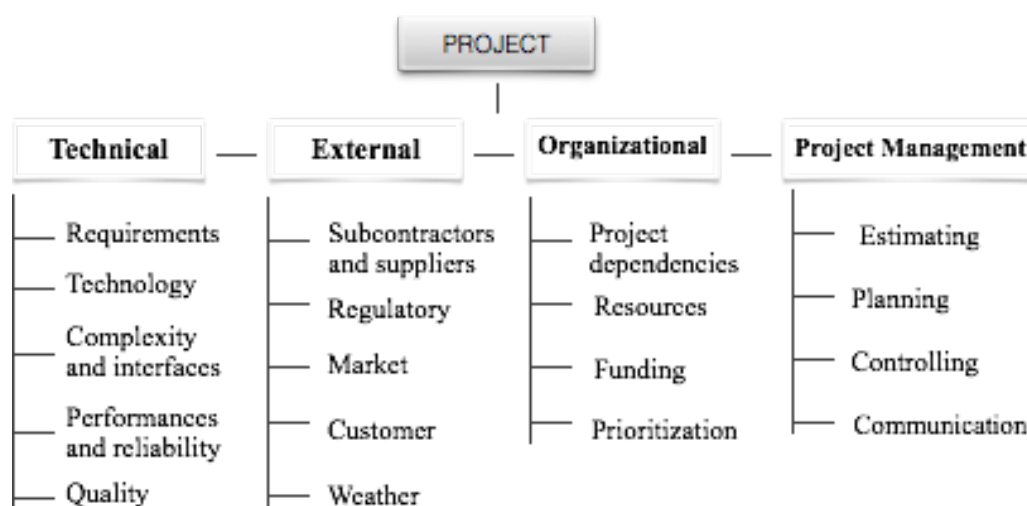 PROJECT
Technical
External
Organizational
Project Management
Requirements
Technology
Complexity
and interfaces
Performances
and reliability
Quality
Subcontractors
and suppliers
Regulatory
Market
Customer
Weather
Project
dependencies
Resources
Funding
Prioritization
Estimating
Planning
Controlling
Communication